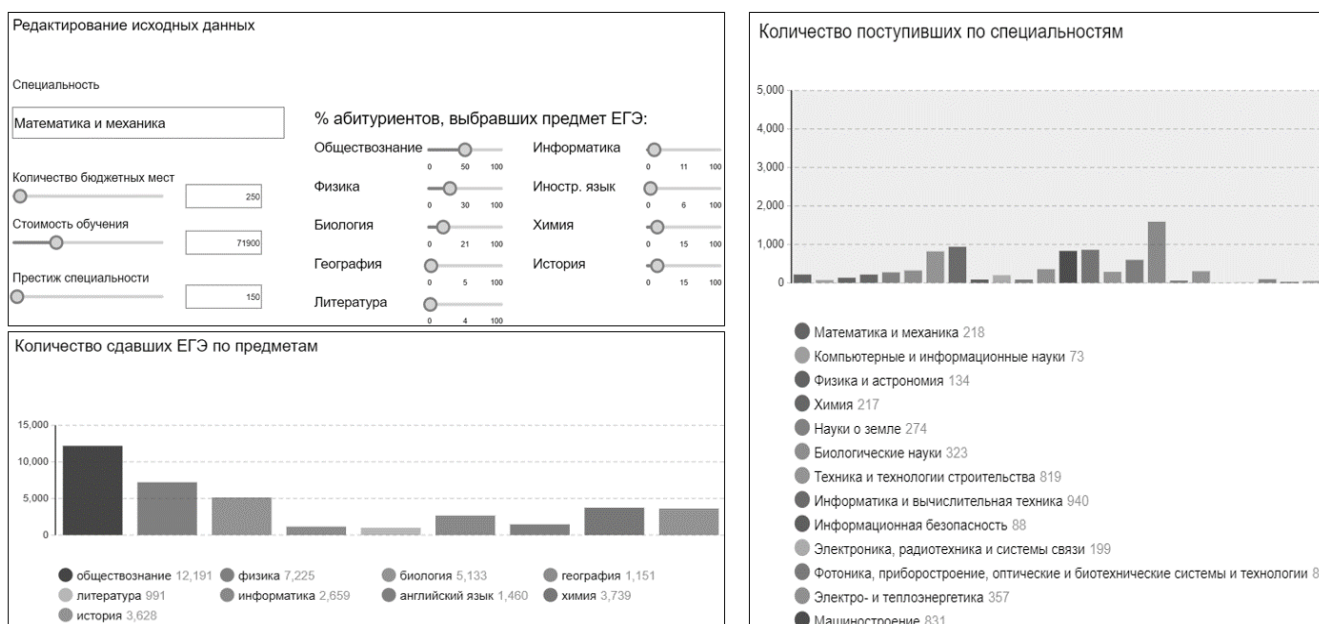 Редактирование исходных данных
Специальность
Математика и механика
Количество бюджетных мест
250
Стоимость обучения
71900
Престиж специальности
150
% абитуриентов, выбравших предмет ЕГЭ:
Обществознание
0 50 100
Физика
0 30 100
Биология
0 21 100
География
0 5 100
Литература
0 4 100
Информатика
0 11 100
Иностр. язык
0 6 100
Химия
0 15 100
История
0 15 100
Количество сдавших ЕГЭ по предметам
15,000
10,000
5,000
0
обществознание 12,191 физика 7,225 биология 5,133 география 1,151
литература 991 информатика 2,659 английский язык 1,460 химия 3,739
история 3,628
Количество поступивших по специальностям
5,000
4,000
3,000
2,000
1,000
0
Математика и механика 218
Компьютерные и информационные науки 73
Физика и астрономия 134
Химия 217
Науки о земле 274
Биологические науки 323
Техника и технологии строительства 819
Информатика и вычислительная техника 940
Информационная безопасность 88
Электроника, радиотехника и системы связи 199
Фотоника, приборостроение, оптические и биотехнические системы и технологии 8
Электро- и теплоэнергетика 357
Машиностроение 831